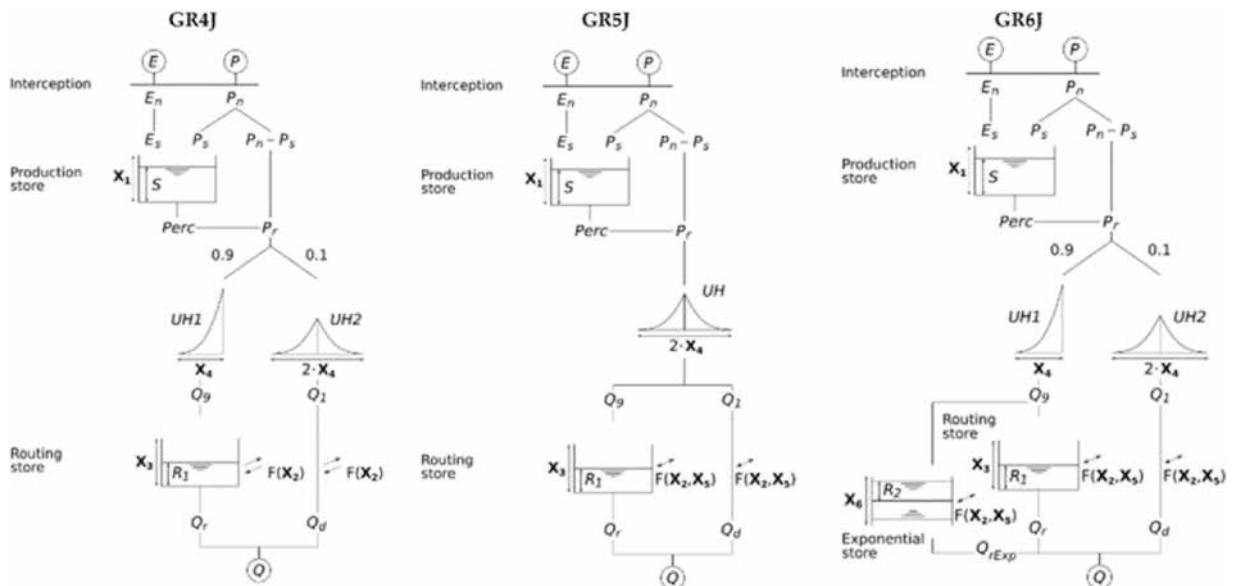 GR4J
E P
Interception
Eₙ Pₙ
Eₛ Pₛ Pₙ – Pₛ
Production
store
X₁
S
Perc Pᵣ
0.9 0.1
UH1 UH2
X₄ 2·X₄
Q₉ Q₁
Routing
store
X₃
R₁
F(X₂) F(X₂)
Qᵣ Q_d
Q
GR5J
E P
Interception
Eₙ Pₙ
Eₛ Pₛ Pₙ – Pₛ
Production
store
X₁
S
Perc Pᵣ
UH
2·X₄
Q₉ Q₁
Routing
store
X₃
R₁
F(X₂,X₅) F(X₂,X₅)
Qᵣ Q_d
Q
GR6J
E P
Interception
Eₙ Pₙ
Eₛ Pₛ Pₙ – Pₛ
Production
store
X₁
S
Perc Pᵣ
0.9 0.1
UH1 UH2
X₄ 2·X₄
Q₉ Q₁
Routing
store
X₃
R₁
F(X₂,X₅) F(X₂,X₅)
X₆
R₂
F(X₂,X₅)
Exponential
store
Qᵣ Q_d
Q_rExp
Q